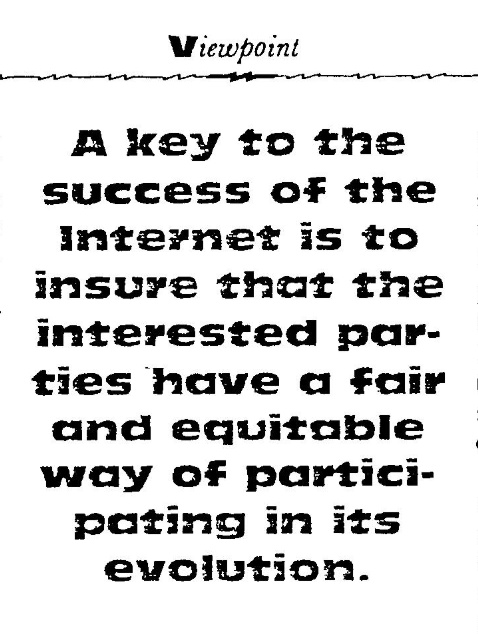 Viewpoint
A key to the
success of the
Internet is to
insure that the
interested par-
ties have a fair
and equitable
way of partici-
pating in its
evolution.